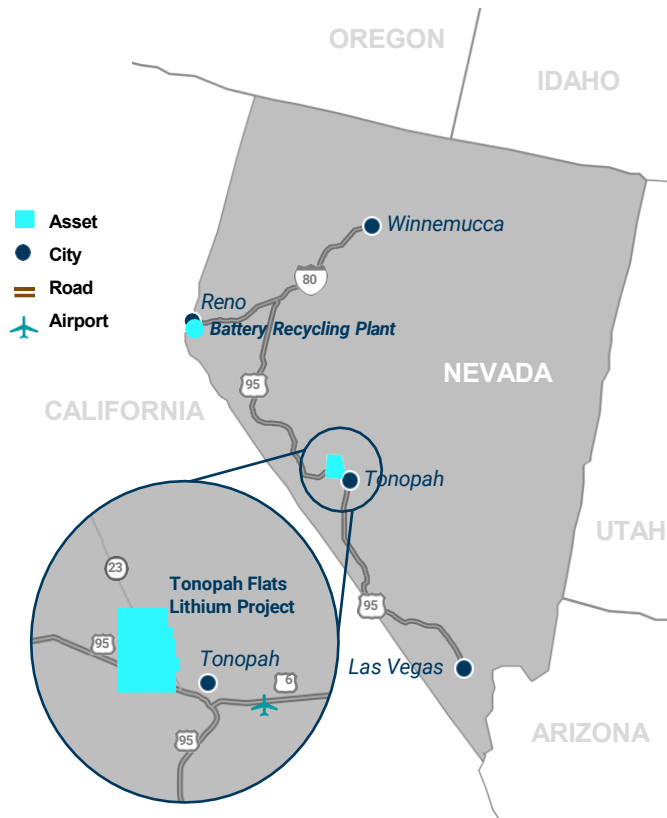 OREGON
IDAHO
Asset
City
Road
Airport
Winnemucca
80
Reno
Battery Recycling Plant
95
NEVADA
CALIFORNIA
Tonopah
UTAH
23
Tonopah Flats
Lithium Project
95
95
Tonopah
6
95
Las Vegas
ARIZONA